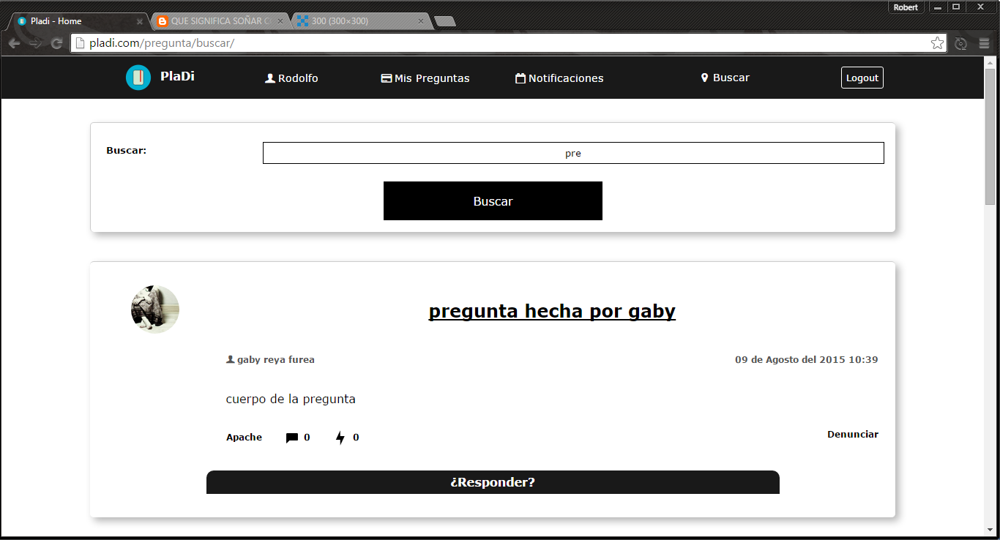 Robert
Pladi - Home
QUE SIGNIFICA SOÑAR C
300 (300×300)
pladi.com/pregunta/buscar/
PlaDi
Rodolfo
Mis Preguntas
Notificaciones
Buscar
Logout
Buscar:
pre
Buscar
pregunta hecha por gaby
gaby reya furea
09 de Agosto del 2015 10:39
cuerpo de la pregunta
Apache
0
0
Denunciar
¿Responder?